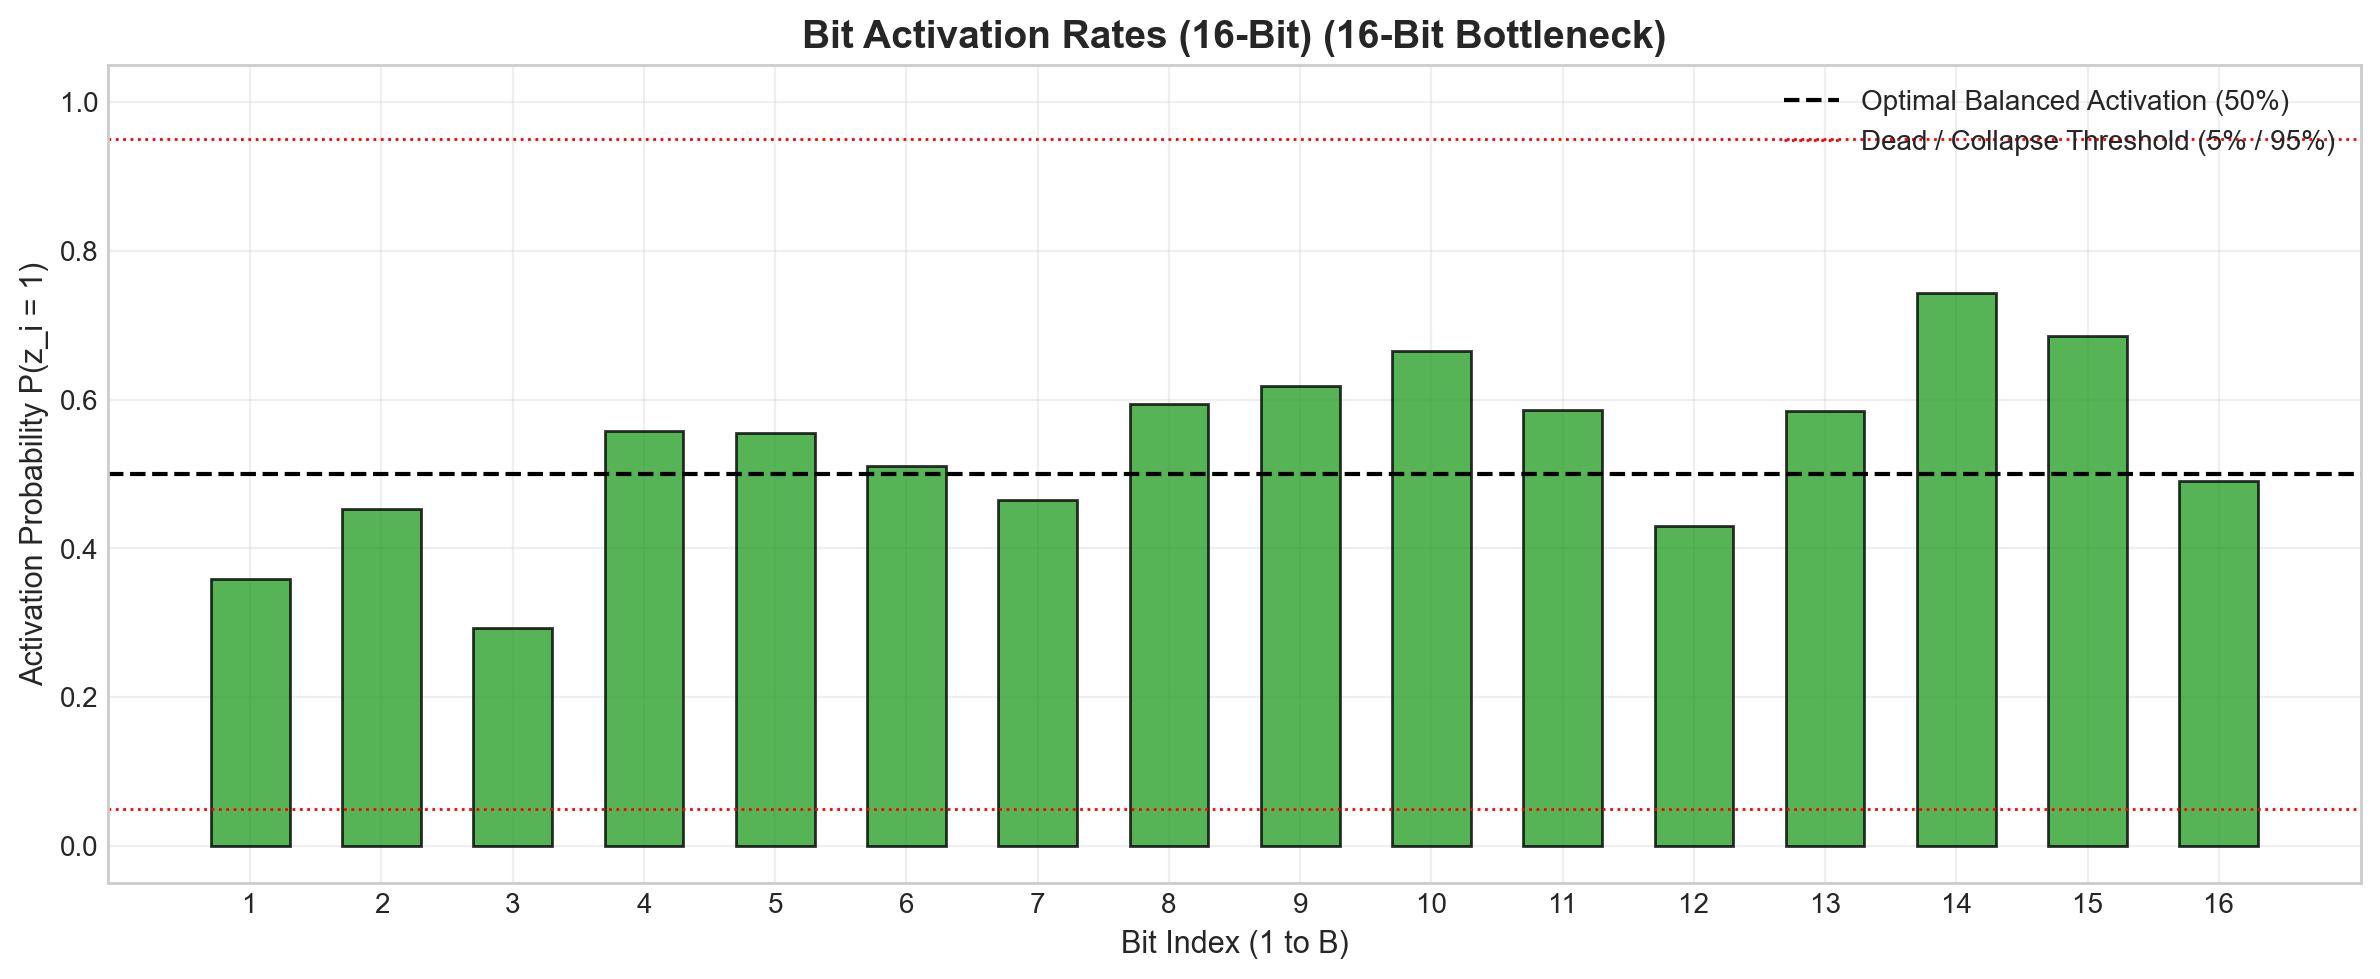 Bit Activation Rates (16-Bit) (16-Bit Bottleneck)
Optimal Balanced Activation (50%)
Dead / Collapse Threshold (5% / 95%)
Activation Probability P(z_j = 1)
1.0
0.8
0.6
0.4
0.2
0.0
1 2 3 4 5 6 7 8 9 10 11 12 13 14 15 16
Bit Index (1 to B)